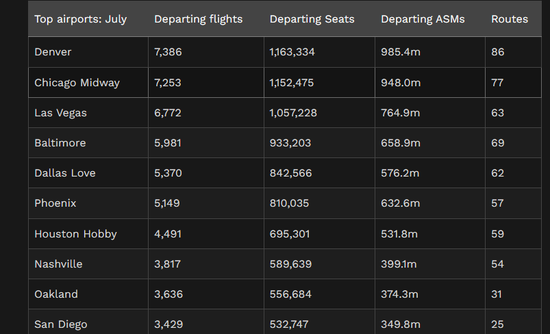 Top airports: July Departing flights Departing Seats Departing ASMs Routes
Denver 7,386 1,163,334 985.4m 86
Chicago Midway 7,253 1,152,475 948.0m 77
Las Vegas 6,772 1,057,228 764.9m 63
Baltimore 5,981 933,203 658.9m 69
Dallas Love 5,370 842,566 576.2m 62
Phoenix 5,149 810,035 632.6m 57
Houston Hobby 4,491 695,301 531.8m 59
Nashville 3,817 589,639 399.1m 54
Oakland 3,636 556,684 374.3m 31
San Diego 3,429 532,747 349.8m 25